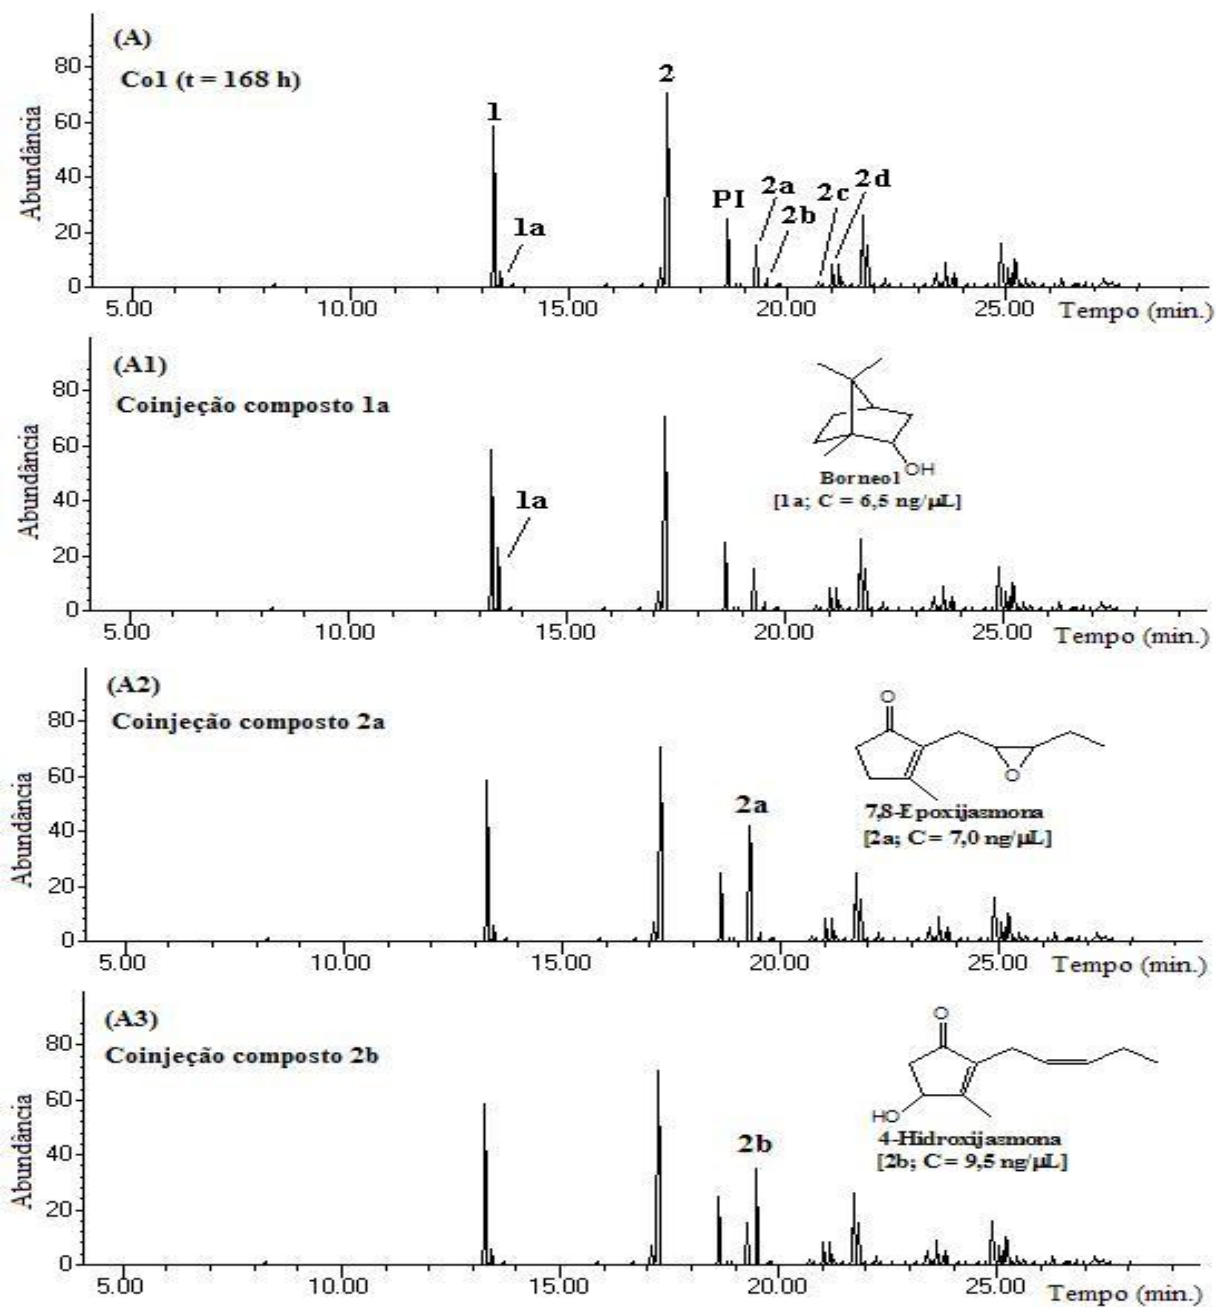 (A)
Co1 (t = 168 h)
Abundância
80
60
40
20
0
1
1a
2
PI
2a
2b
2c
2d
5.00 10.00 15.00 20.00 25.00 Tempo (min.)
(A1)
Coinjeção composto 1a
Abundância
80
60
40
20
0
1a
OH
Borneol
[1a; C = 6,5 ng/µL]
5.00 10.00 15.00 20.00 25.00 Tempo (min.)
(A2)
Coinjeção composto 2a
Abundância
80
60
40
20
0
2a
O
O
7,8-Epoxijasmona
[2a; C = 7,0 ng/µL]
5.00 10.00 15.00 20.00 25.00 Tempo (min.)
(A3)
Coinjeção composto 2b
Abundância
80
60
40
20
0
2b
O
HO
4-Hidroxijasmona
[2b; C = 9,5 ng/µL]
5.00 10.00 15.00 20.00 25.00 Tempo (min.)